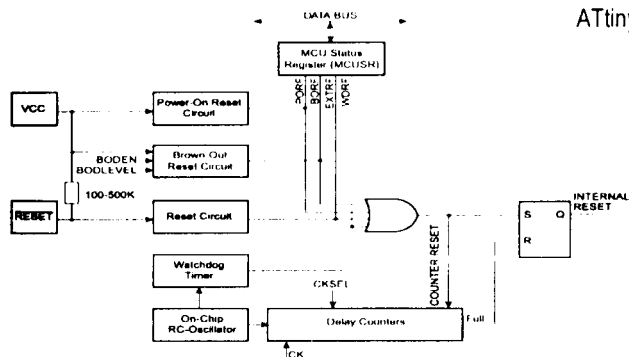 DATA BUS
ATtiny
MCU Status
Register (MCUSR)
PORF
BORF
EXTRF
WDRF
VCC
Power-On Reset
Circuit
BODEN
BODLEVEL
Brown Out
Reset Circuit
100-500K
RESET
Reset Circuit
S Q
R
INTERNAL
RESET
COUNTER RESET
Watchdog
Timer
CKSEL
On-Chip
RC-Oscillator
Delay Counters
Full
CK